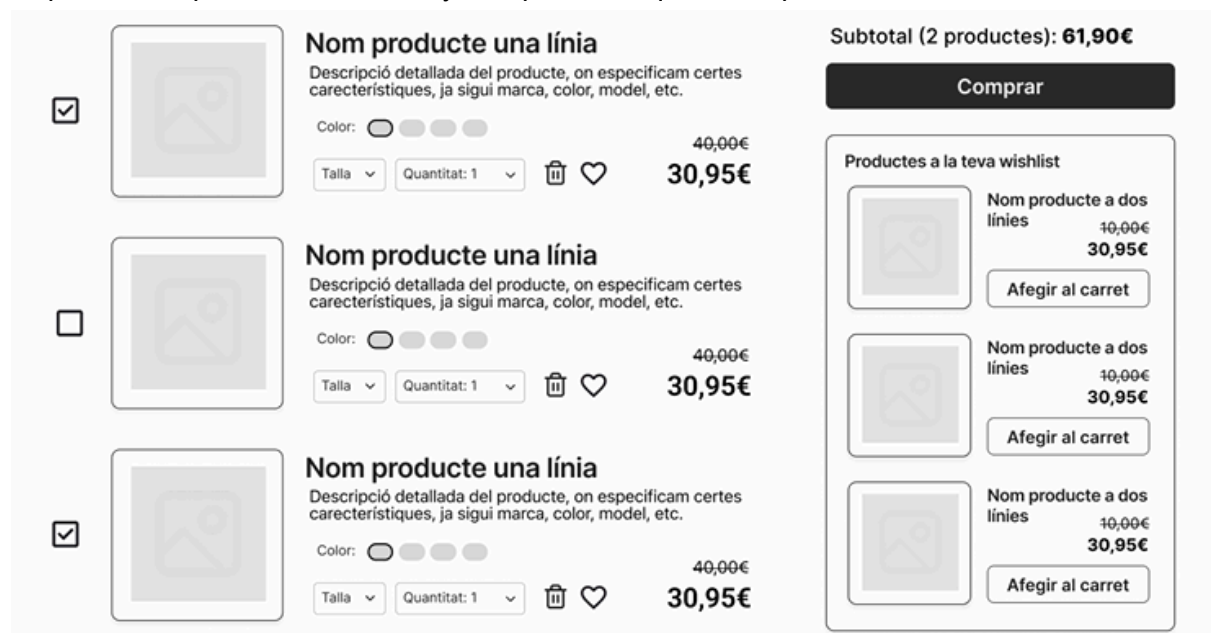 Nom producte una línia
Descripció detallada del producte, on especificam certes
carecterístiques, ja sigui marca, color, model, etc.
Color:
40,00€
Talla
Quantitat: 1
30,95€
Nom producte una línia
Descripció detallada del producte, on especificam certes
carecterístiques, ja sigui marca, color, model, etc.
Color:
40,00€
Talla
Quantitat: 1
30,95€
Nom producte una línia
Descripció detallada del producte, on especificam certes
carecterístiques, ja sigui marca, color, model, etc.
Color:
40,00€
Talla
Quantitat: 1
30,95€
Subtotal (2 productes): 61,90€
Comprar
Productes a la teva wishlist
Nom producte a dos
línies
10,00€
30,95€
Afegir al carret
Nom producte a dos
línies
10,00€
30,95€
Afegir al carret
Nom producte a dos
línies
10,00€
30,95€
Afegir al carret